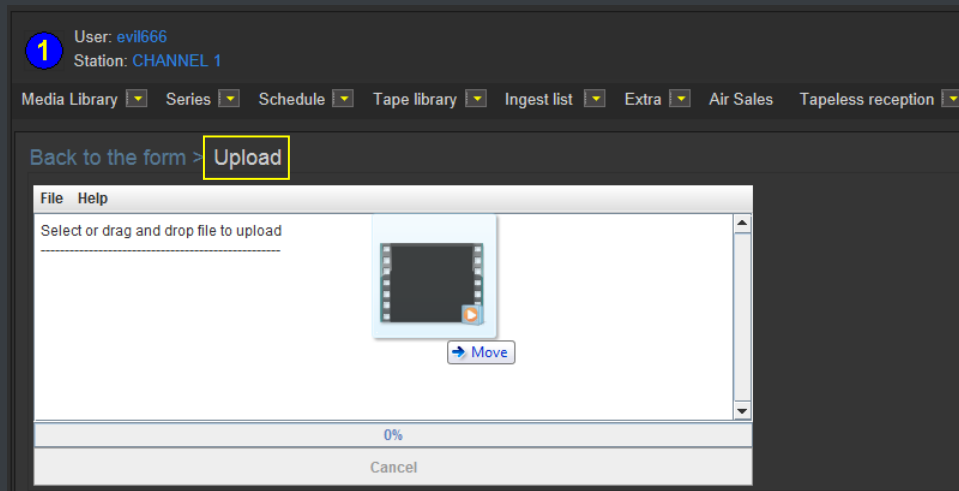 1
User: evil666
Station: CHANNEL 1
Media Library Series Schedule Tape library Ingest list Extra Air Sales Tapeless reception
Back to the form > Upload
File Help
Select or drag and drop file to upload
------------------------------------------------
Move
0%
Cancel